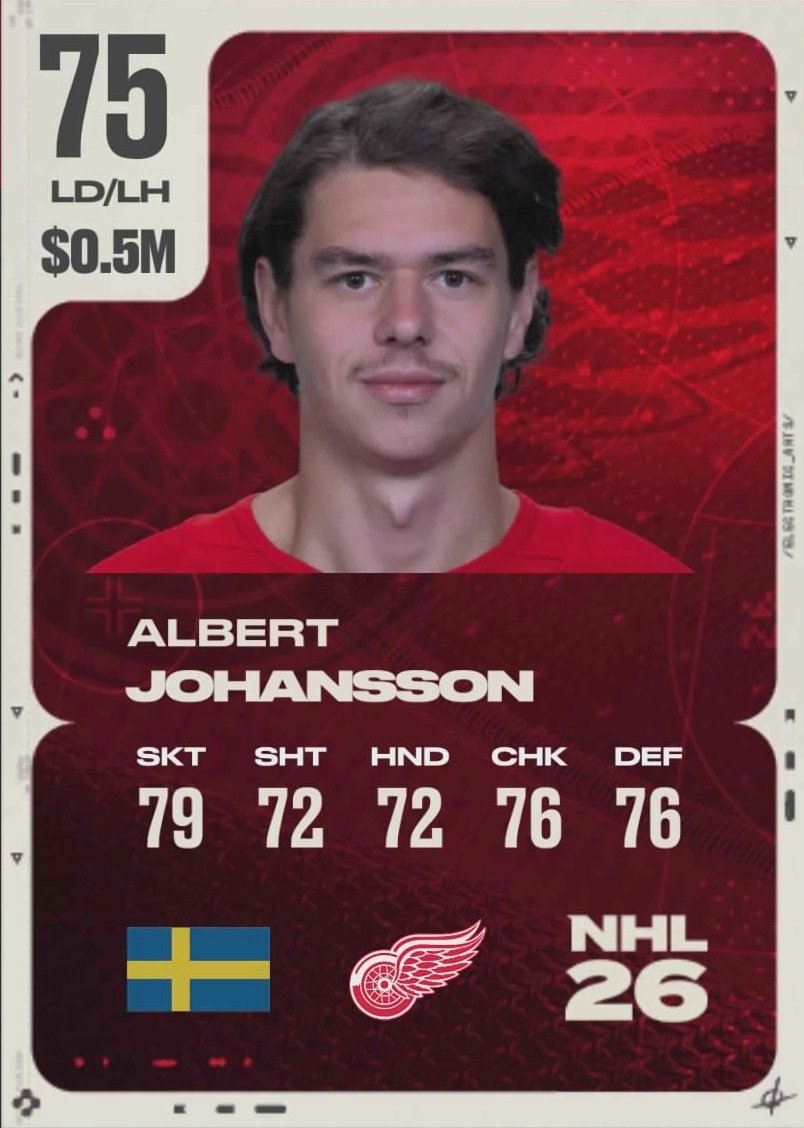 75
LD/LH
$0.5M
ALBERT
JOHANSSON
SKT SHT HND CHK DEF
79 72 72 76 76
NHL
26
/ELECTRONIC_ARTS/